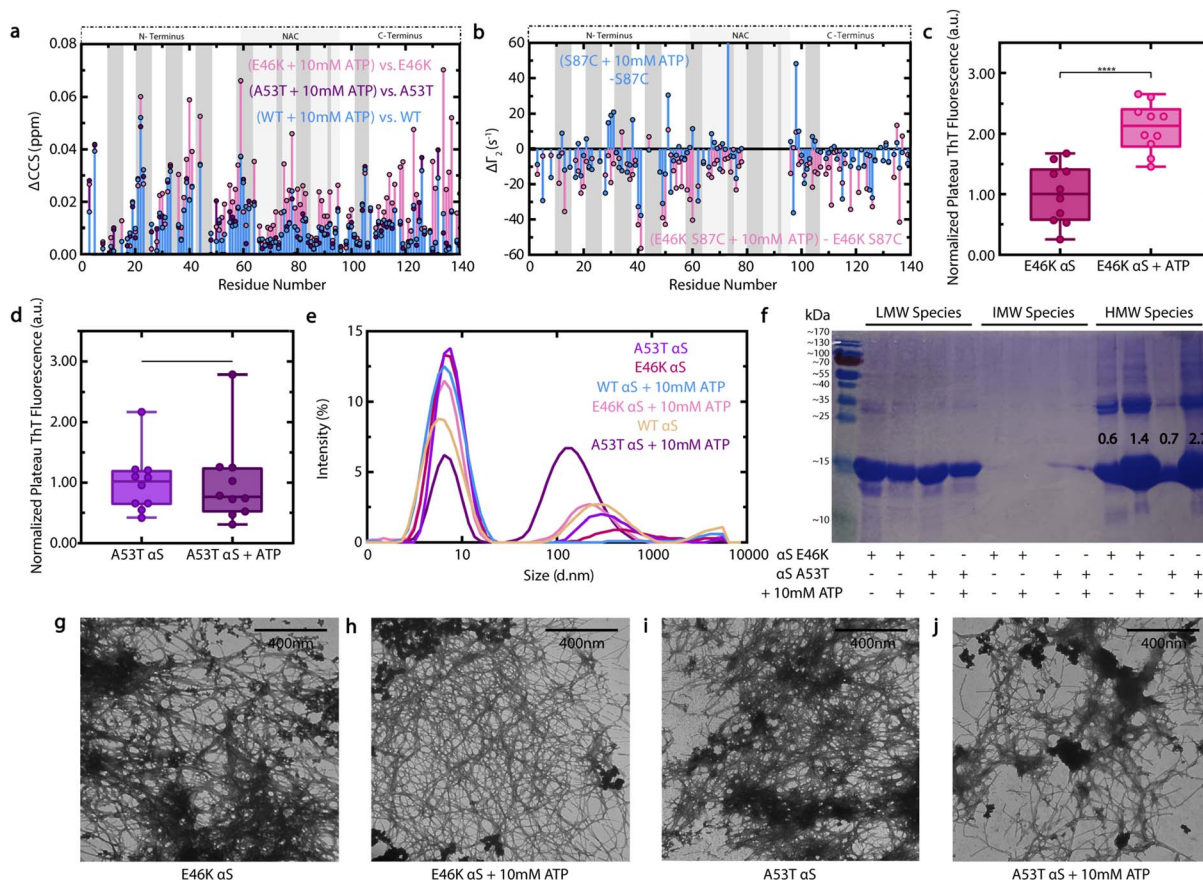 a
N- Terminus NAC C-Terminus
0.08
0.06
0.04
0.02
0.00
ΔCCS (ppm)
(E46K + 10mM ATP) vs. E46K
(A53T + 10mM ATP) vs. A53T
(WT + 10mM ATP) vs. WT
0 20 40 60 80 100 120 140
Residue Number
b
N- Terminus NAC C-Terminus
60
40
20
0
-20
-40
-60
ΔΓ2(s-1)
(S87C + 10mM ATP)
-S87C
(E46K S87C + 10mM ATP) - E46K S87C
0 20 40 60 80 100 120 140
Residue Number
c
Normalized Plateau ThT Fluorescence (a.u.)
3.00
2.00
1.00
0.00
****
E46K αS E46K αS + ATP
d
Normalized Plateau ThT Fluorescence (a.u.)
3.00
2.00
1.00
0.00
A53T αS A53T αS + ATP
e
Intensity (%)
15
10
5
0
A53T αS
E46K αS
WT αS + 10mM ATP
E46K αS + 10mM ATP
WT αS
A53T αS + 10mM ATP
10 100 1000 10000
Size (d.nm)
f
kDa
LMW Species IMW Species HMW Species
~170
~130
~100
~70
~55
~40
~35
~25
~15
~10
0.6 1.4 0.7 2.7
αS E46K + + - - + + - - + + - -
αS A53T - - + + - - + + - - + +
+ 10mM ATP - + - + - + - + - + - +
g
400nm
E46K αS
h
400nm
E46K αS + 10mM ATP
i
400nm
A53T αS
j
400nm
A53T αS + 10mM ATP